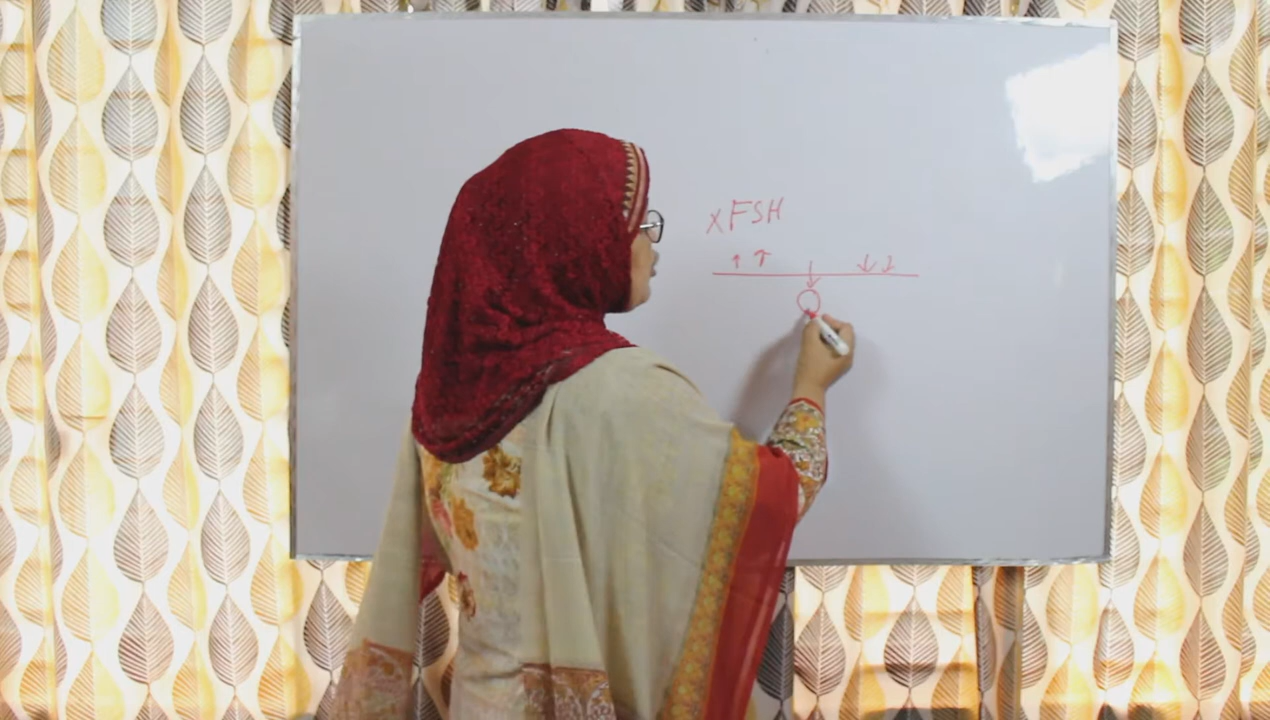 xFSH
↑ ↑ ↓ ↓ ↓